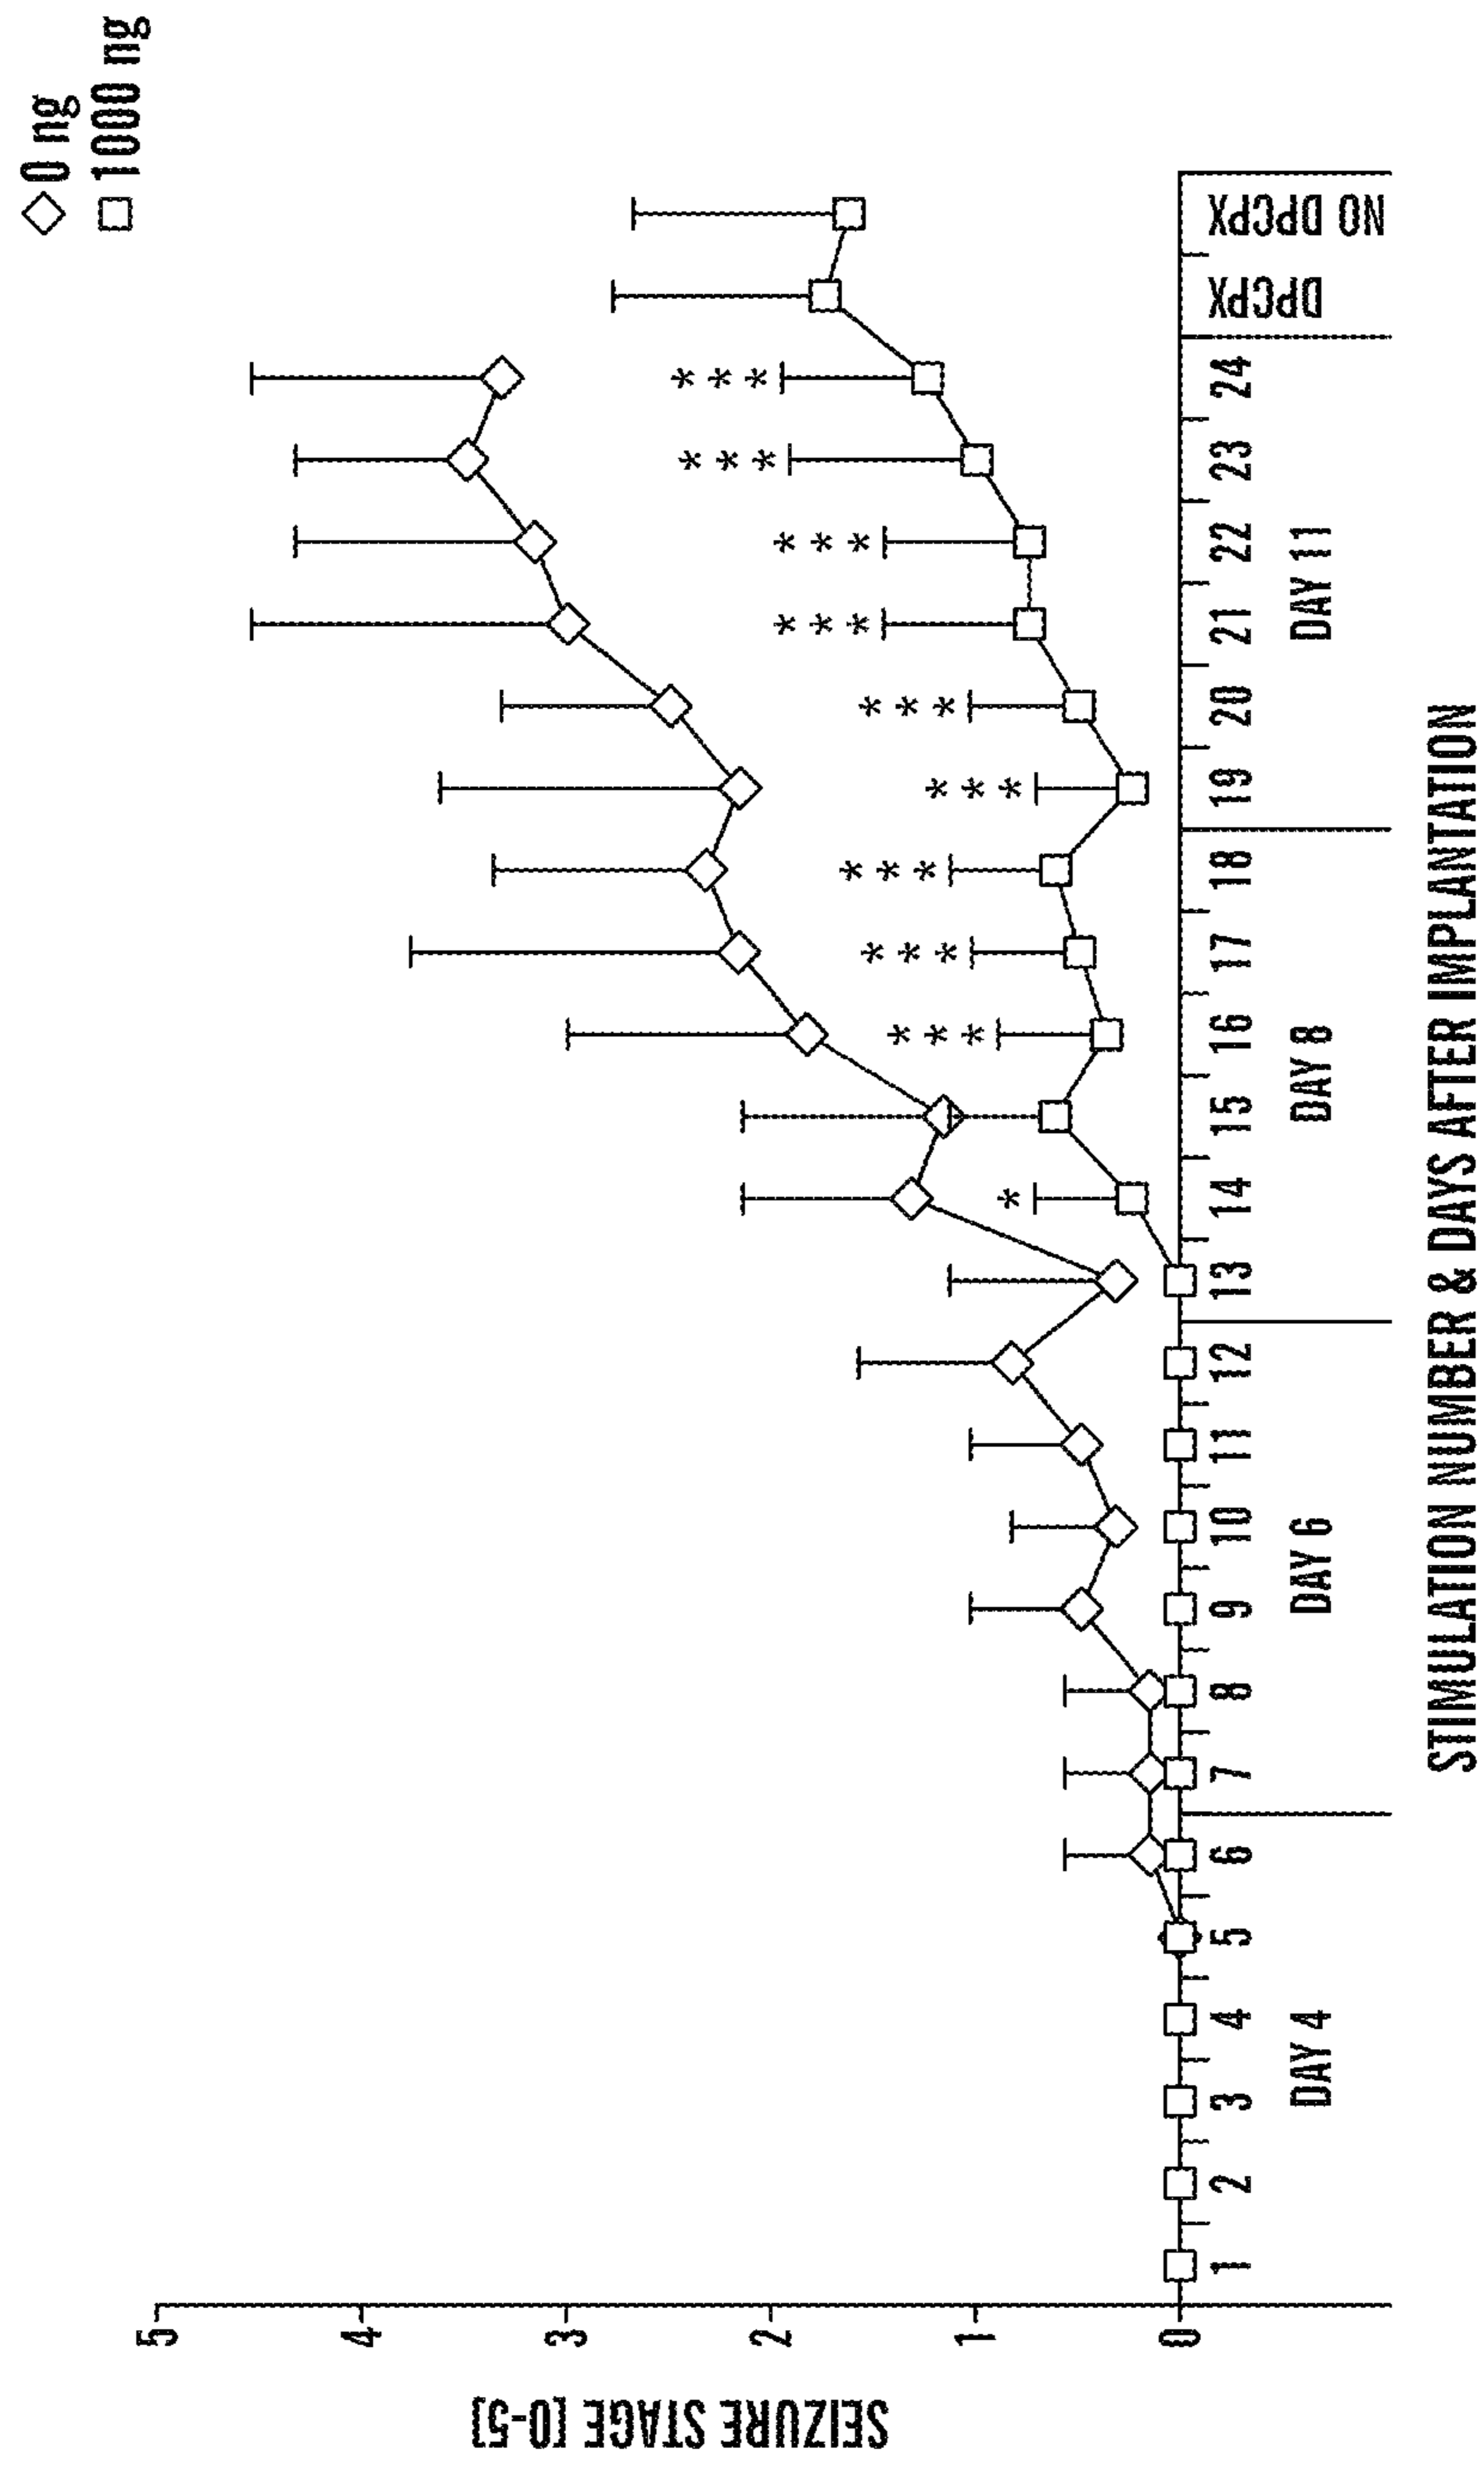 ◇ 0 ng
□ 1000 ng
SEIZURE STAGE [0-5]
5
4
3
2
1
0
***
***
***
***
***
***
***
***
***
*
1 2 3 4 5 6 7 8 9 10 11 12 13 14 15 16 17 18 19 20 21 22 23 24 DPCPX NO DPCPX
DAY 4 DAY 6 DAY 8 DAY 11
STIMULATION NUMBER & DAYS AFTER IMPLANTATION